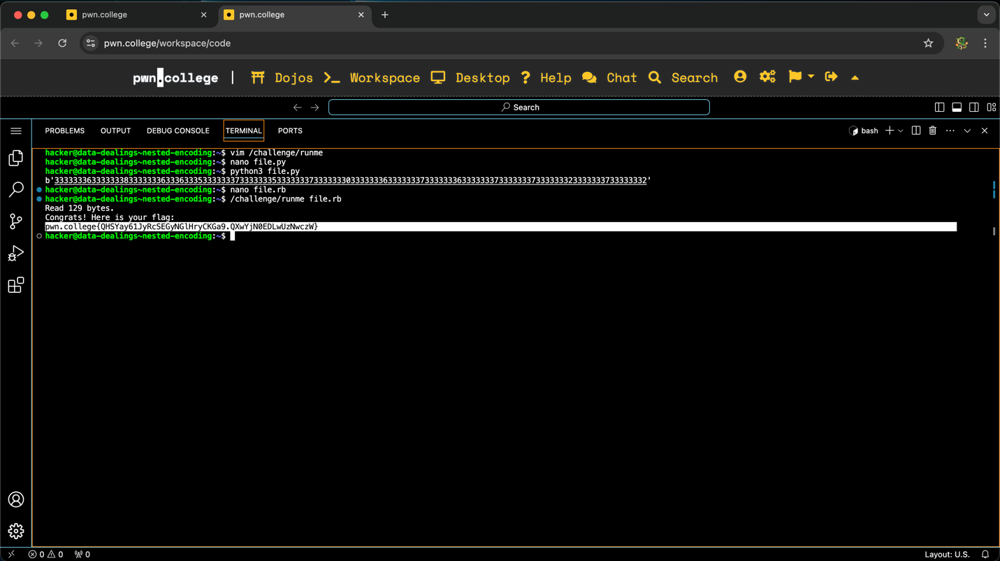 pwn.college
pwn.college
pwn.college/workspace/code
pwn.college | Dojos Workspace Desktop Help Chat Search
Search
PROBLEMS OUTPUT DEBUG CONSOLE TERMINAL PORTS bash
hacker@data-dealings~nested-encoding:~$ vim /challenge/runme
hacker@data-dealings~nested-encoding:~$ nano file.py
hacker@data-dealings~nested-encoding:~$ python3 file.py
hacker@data-dealings~nested-encoding:~$ nano file.rb
hacker@data-dealings~nested-encoding:~$ /challenge/runme file.rb
Read 129 bytes.
Congrats! Here is your flag:
pwn.college{QHSYay61JyRcSEGyNGlHryCKGa9.QXwYjN0EDLwUzNwczW}
hacker@data-dealings~nested-encoding:~$
0 0 0 Layout: U.S.